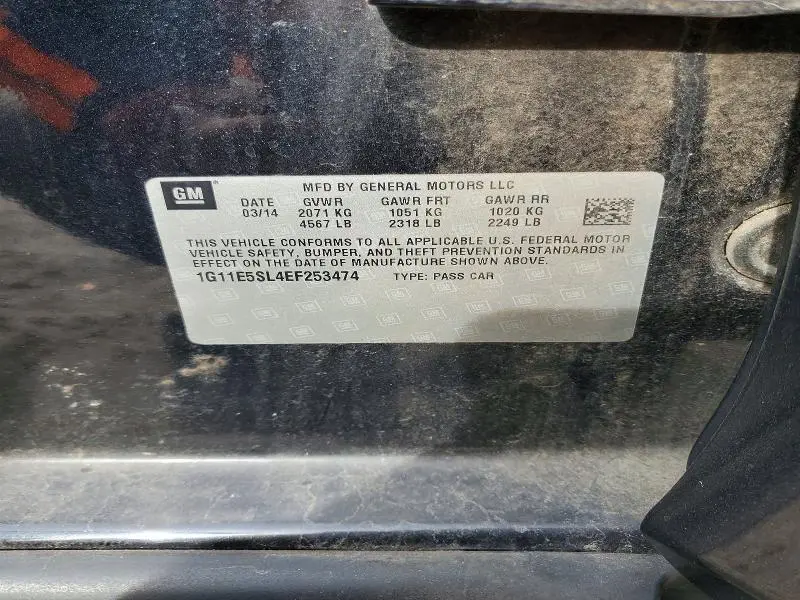 GM® MFD BY GENERAL MOTORS LLC
DATE GVWR GAWR FRT GAWR RR
03/14 2071 KG 1051 KG 1020 KG
4567 LB 2318 LB 2249 LB
THIS VEHICLE CONFORMS TO ALL APPLICABLE U.S. FEDERAL MOTOR
VEHICLE SAFETY, BUMPER, AND THEFT PREVENTION STANDARDS IN
EFFECT ON THE DATE OF MANUFACTURE SHOWN ABOVE.
1G11E5SL4EF253474 TYPE: PASS CAR